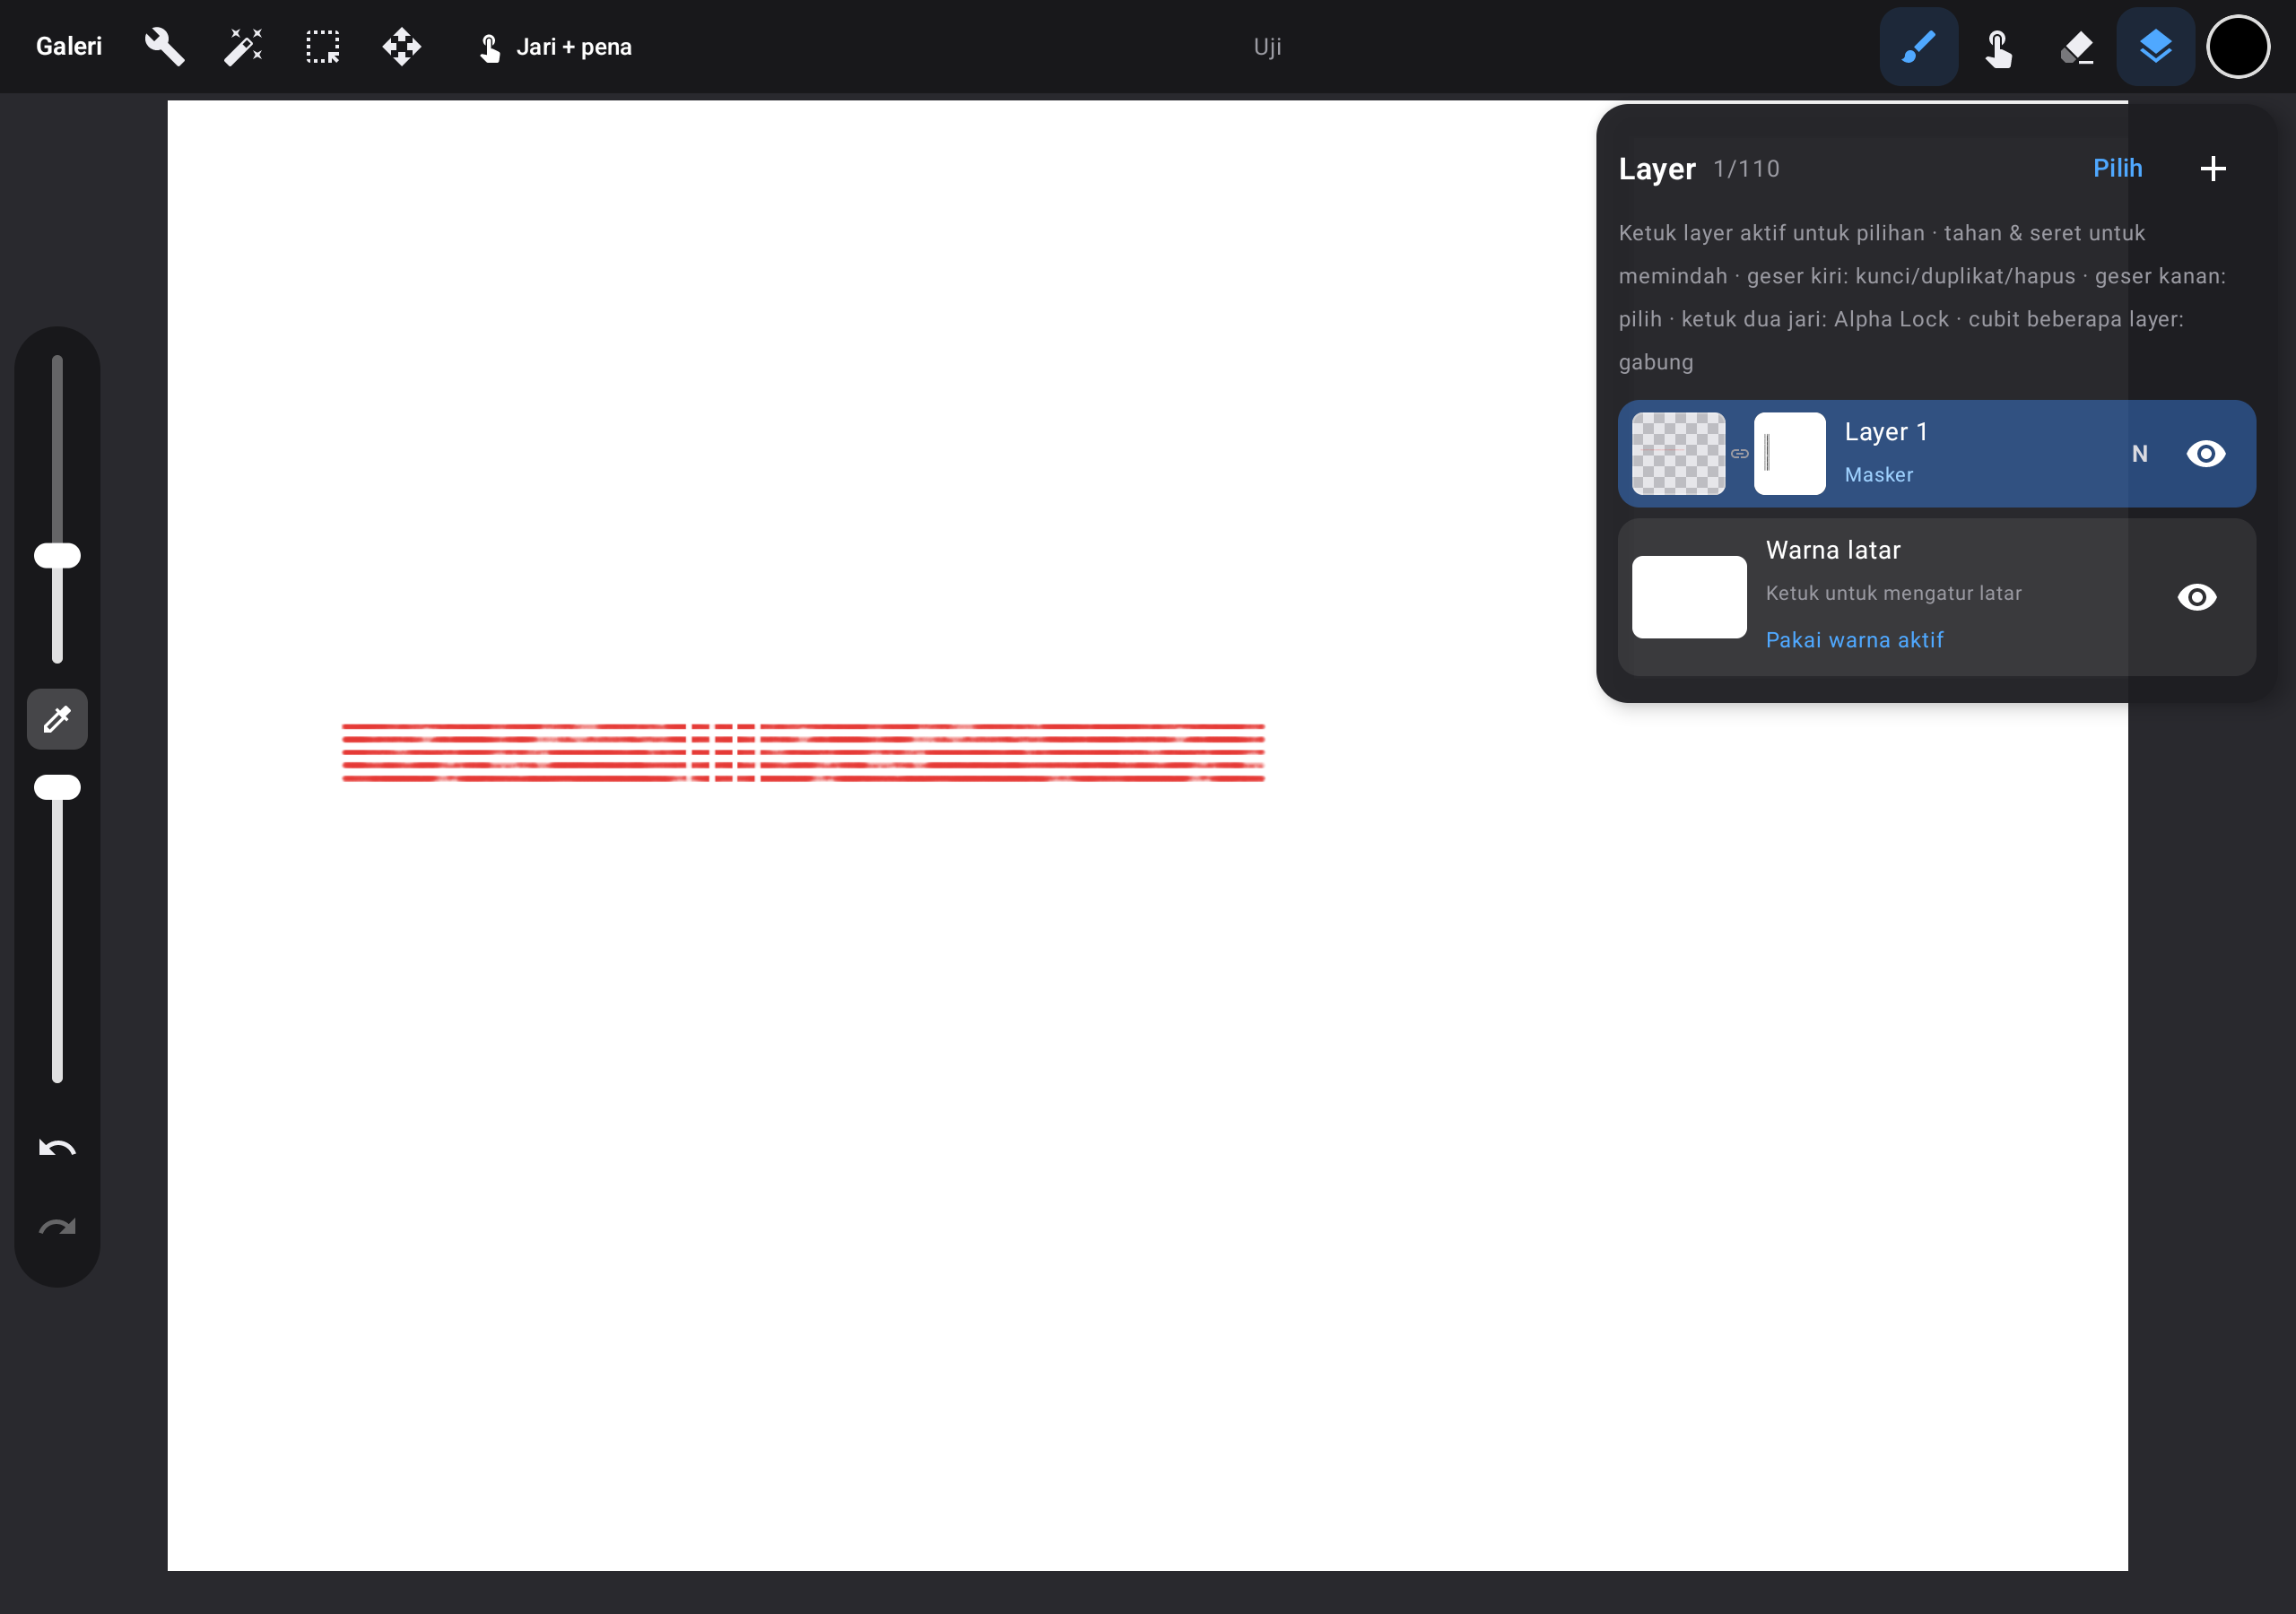 Galeri
Jari + pena
Uji
Layer 1/110
Pilih
Ketuk layer aktif untuk pilihan · tahan & seret untuk
memindah · geser kiri: kunci/duplikat/hapus · geser kanan:
pilih · ketuk dua jari: Alpha Lock · cubit beberapa layer:
gabung
Layer 1
Masker
N
Warna latar
Ketuk untuk mengatur latar
Pakai warna aktif